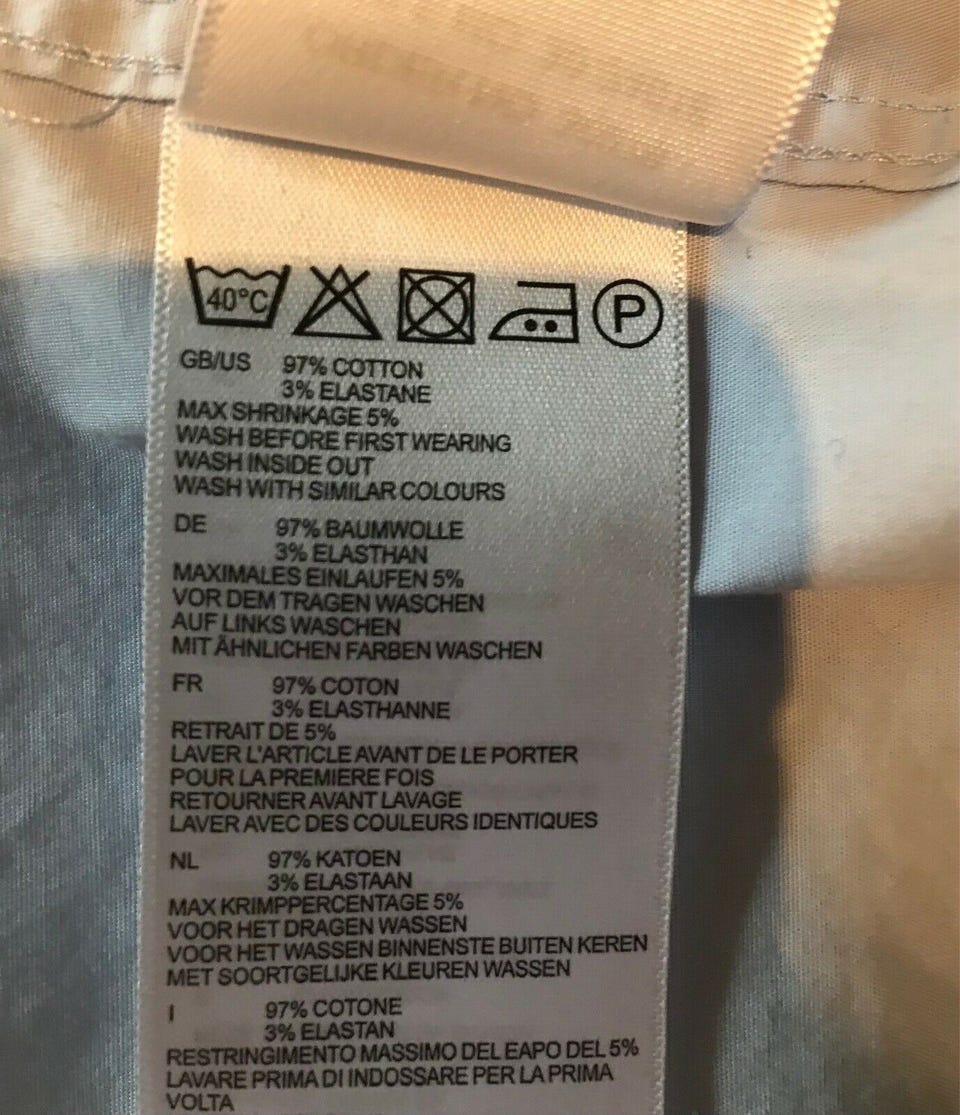 40°C P
GB/US 97% COTTON
3% ELASTANE
MAX SHRINKAGE 5%
WASH BEFORE FIRST WEARING
WASH INSIDE OUT
WASH WITH SIMILAR COLOURS
DE 97% BAUMWOLLE
3% ELASTHAN
MAXIMALES EINLAUFEN 5%
VOR DEM TRAGEN WASCHEN
AUF LINKS WASCHEN
MIT ÄHNLICHEN FARBEN WASCHEN
FR 97% COTON
3% ELASTHANNE
RETRAIT DE 5%
LAVER L'ARTICLE AVANT DE LE PORTER
POUR LA PREMIERE FOIS
RETOURNER AVANT LAVAGE
LAVER AVEC DES COULEURS IDENTIQUES
NL 97% KATOEN
3% ELASTAAN
MAX KRIMPPERCENTAGE 5%
VOOR HET DRAGEN WASSEN
VOOR HET WASSEN BINNENSTE BUITEN KEREN
MET SOORTGELIJKE KLEUREN WASSEN
I 97% COTONE
3% ELASTAN
RESTRINGIMENTO MASSIMO DEL EAPO DEL 5%
LAVARE PRIMA DI INDOSSARE PER LA PRIMA
VOLTA